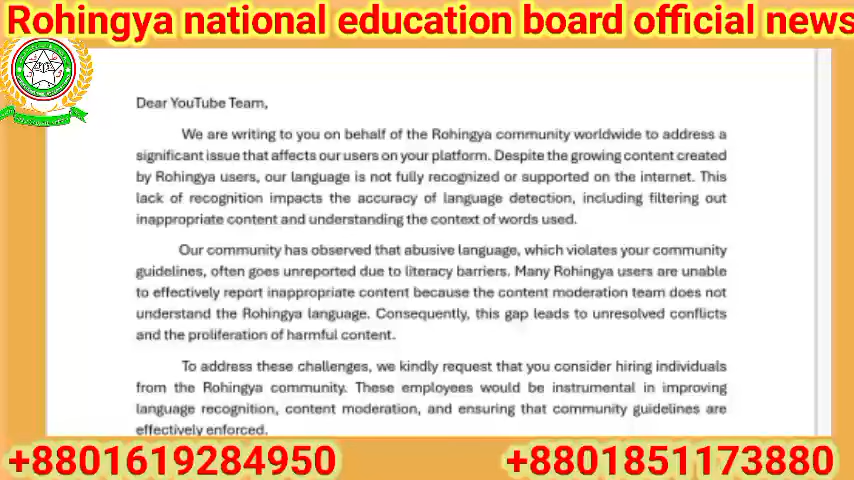 Rohingya national education board official news
Dear YouTube Team,
We are writing to you on behalf of the Rohingya community worldwide to address a
significant issue that affects our users on your platform. Despite the growing content created
by Rohingya users, our language is not fully recognized or supported on the internet. This
lack of recognition impacts the accuracy of language detection, including filtering out
inappropriate content and understanding the context of words used.
Our community has observed that abusive language, which violates your community
guidelines, often goes unreported due to literacy barriers. Many Rohingya users are unable
to effectively report inappropriate content because the content moderation team does not
understand the Rohingya language. Consequently, this gap leads to unresolved conflicts
and the proliferation of harmful content.
To address these challenges, we kindly request that you consider hiring individuals
from the Rohingya community. These employees would be instrumental in improving
language recognition, content moderation, and ensuring that community guidelines are
effectively enforced.
+8801619284950 +8801851173880